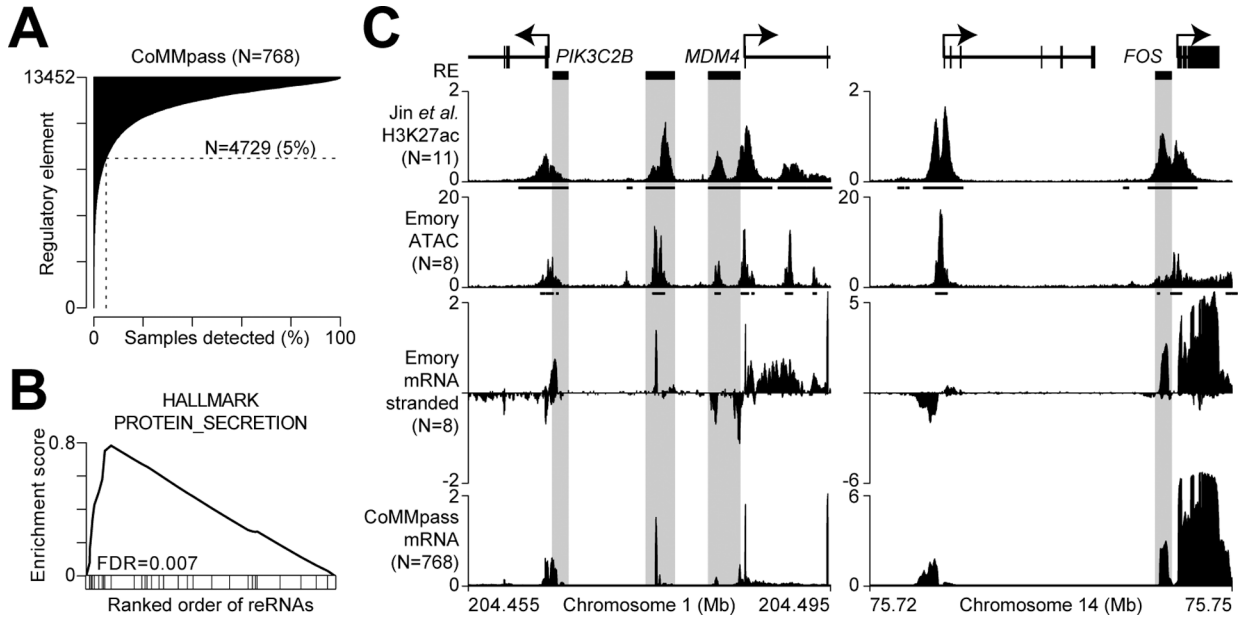 A
CoMMpass (N=768)
13452
N=4729 (5%)
Regulatory element
0
0
Samples detected (%)
100
B
HALLMARK
PROTEIN_SECRETION
0.8
Enrichment score
FDR=0.007
0
Ranked order of reRNAs
C
PIK3C2B
MDM4
FOS
RE
2
2
Jin et al.
H3K27ac
(N=11)
0
0
20
20
Emory
ATAC
(N=8)
0
0
2
5
Emory
mRNA
stranded
(N=8)
0
0
-2
-6
2
6
CoMMpass
mRNA
(N=768)
0
0
204.455
Chromosome 1 (Mb)
204.495
75.72
Chromosome 14 (Mb)
75.75